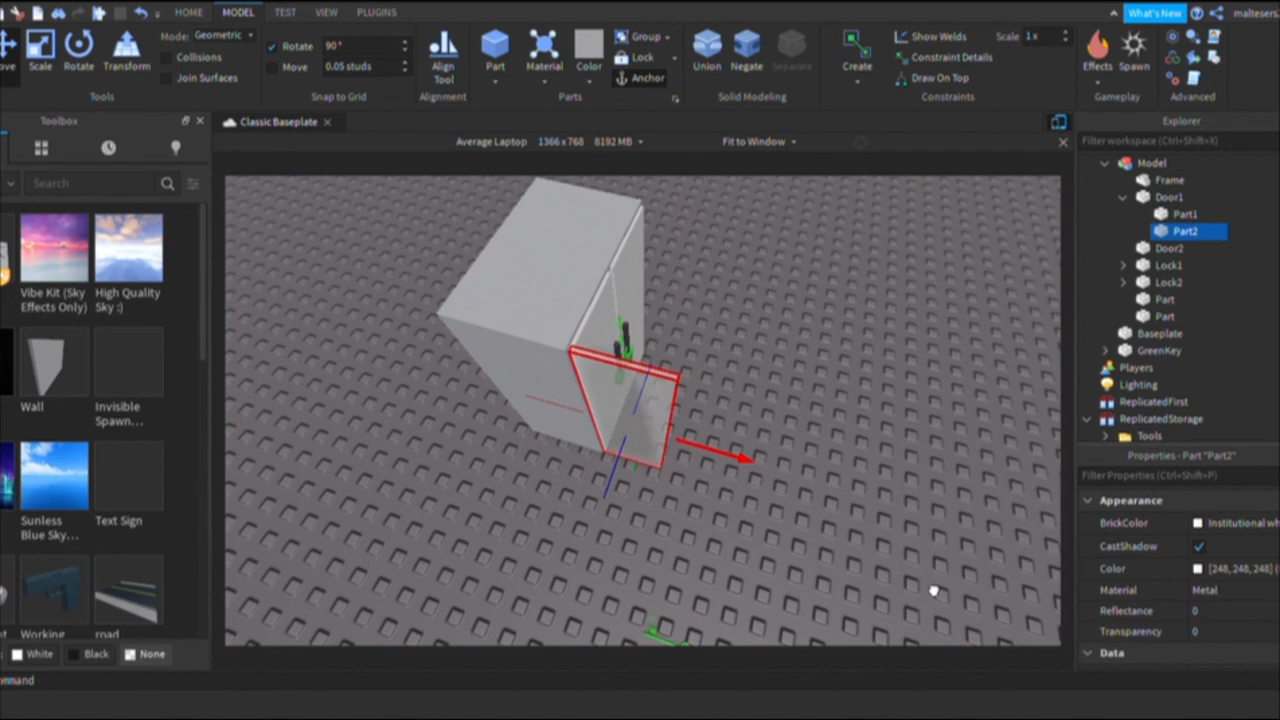 HOME MODEL TEST VIEW PLUGINS What's New maltesers
Mode: Geometric
Collisions
Join Surfaces
Scale Rotate Transform
Tools
Rotate 90°
Move 0.05 studs
Snap to Grid
Align
Tool
Alignment
Part Material Color
Group
Lock
Anchor
Parts
Union Negate Separate
Solid Modeling
Create
Show Welds Scale 1x
Constraint Details
Draw On Top
Constraints
Effects Spawn
Gameplay
Advanced
Toolbox
Search
Vibe Kit (Sky
Effects Only)
High Quality
Sky :)
Wall
Invisible
Spawn...
Sunless
Blue Sky...
Text Sign
Working
road
White Black None
Classic Baseplate
Average Laptop 1366 x 768 8192 MB Fit to Window
Explorer
Filter workspace (Ctrl+Shift+X)
Model
Frame
Door1
Part1
Part2
Door2
Lock1
Lock2
Part
Part
Baseplate
GreenKey
Players
Lighting
ReplicatedFirst
ReplicatedStorage
Tools
Properties - Part "Part2"
Filter Properties (Ctrl+Shift+P)
Appearance
BrickColor Institutional wh
CastShadow
Color [248, 248, 248] (
Material Metal
Reflectance 0
Transparency 0
Data